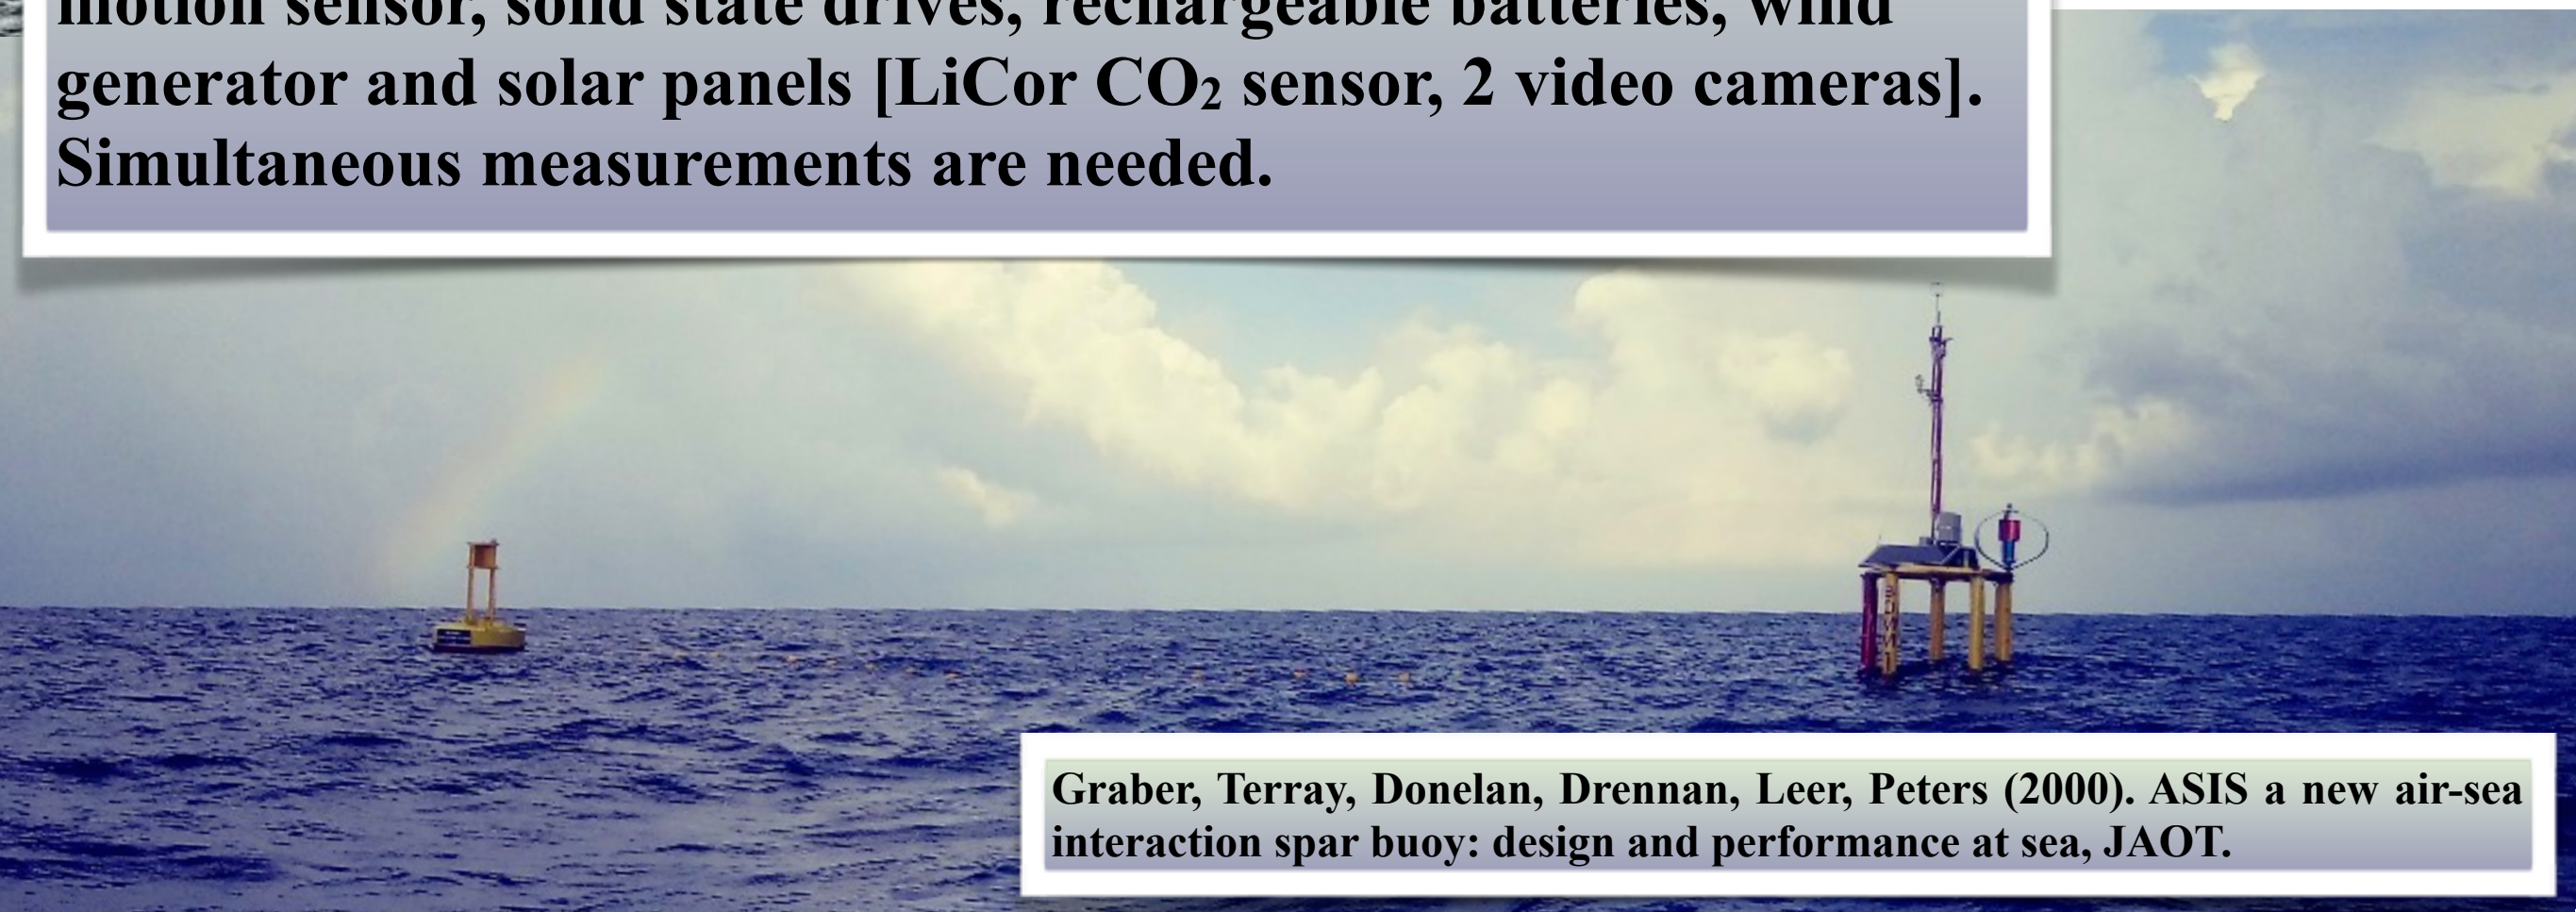 motion sensor, solid state drives, rechargeable batteries, wind
generator and solar panels [LiCor CO₂ sensor, 2 video cameras].
Simultaneous measurements are needed.
Graber, Terray, Donelan, Drennan, Leer, Peters (2000). ASIS a new air-sea
interaction spar buoy: design and performance at sea, JAOT.